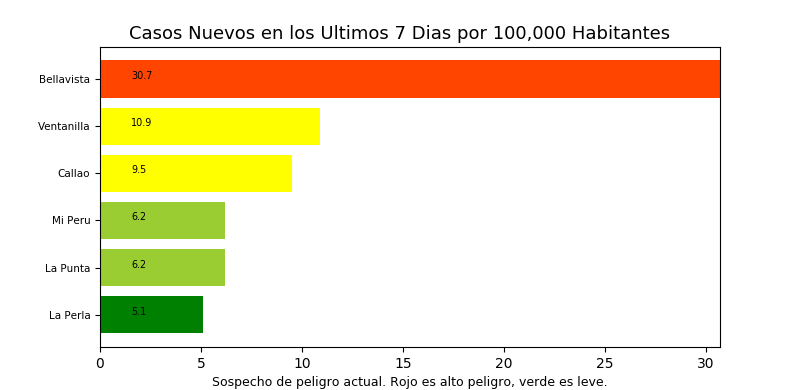 Casos Nuevos en los Ultimos 7 Dias por 100,000 Habitantes
Bellavista 30.7
Ventanilla 10.9
Callao 9.5
Mi Peru 6.2
La Punta 6.2
La Perla 5.1
0 5 10 15 20 25 30
Sospecho de peligro actual. Rojo es alto peligro, verde es leve.